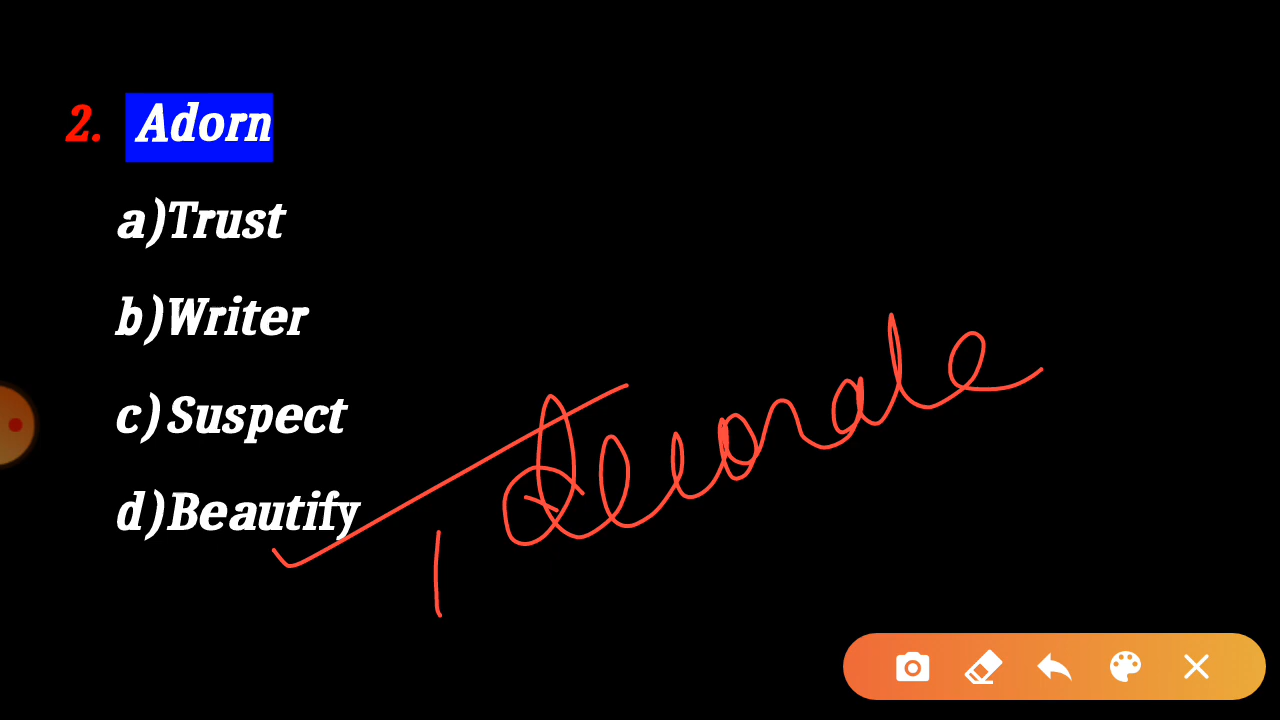 2. Adorn
a)Trust
b)Writer
c)Suspect
d)Beautify